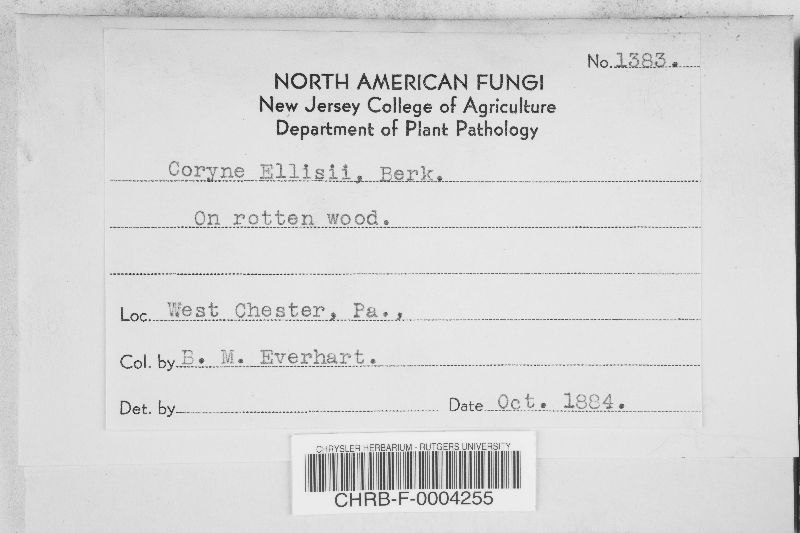 No. 1383.
NORTH AMERICAN FUNGI
New Jersey College of Agriculture
Department of Plant Pathology
Coryne Ellisii, Berk.
On rotten wood.
Loc. West Chester, Pa.,
Col. by B. M. Everhart.
Det. by Date Oct. 1884.
CHRYSLER HERBARIUM - RUTGERS UNIVERSITY
CHRB-F-0004255